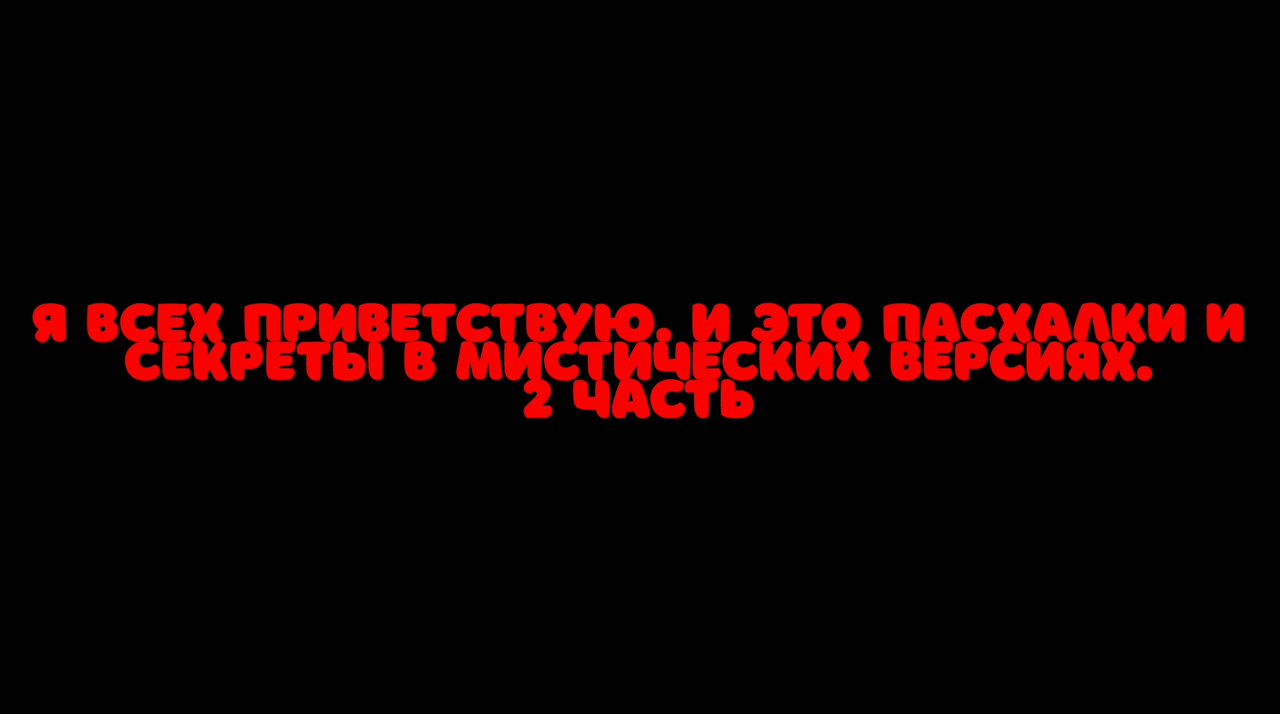 Я ВСЕХ ПРИВЕТСТВУЮ. И ЭТО ПАСХАЛКИ И
СЕКРЕТЫ В МИСТИЧЕСКИХ ВЕРСИЯХ.
2 ЧАСТЬ